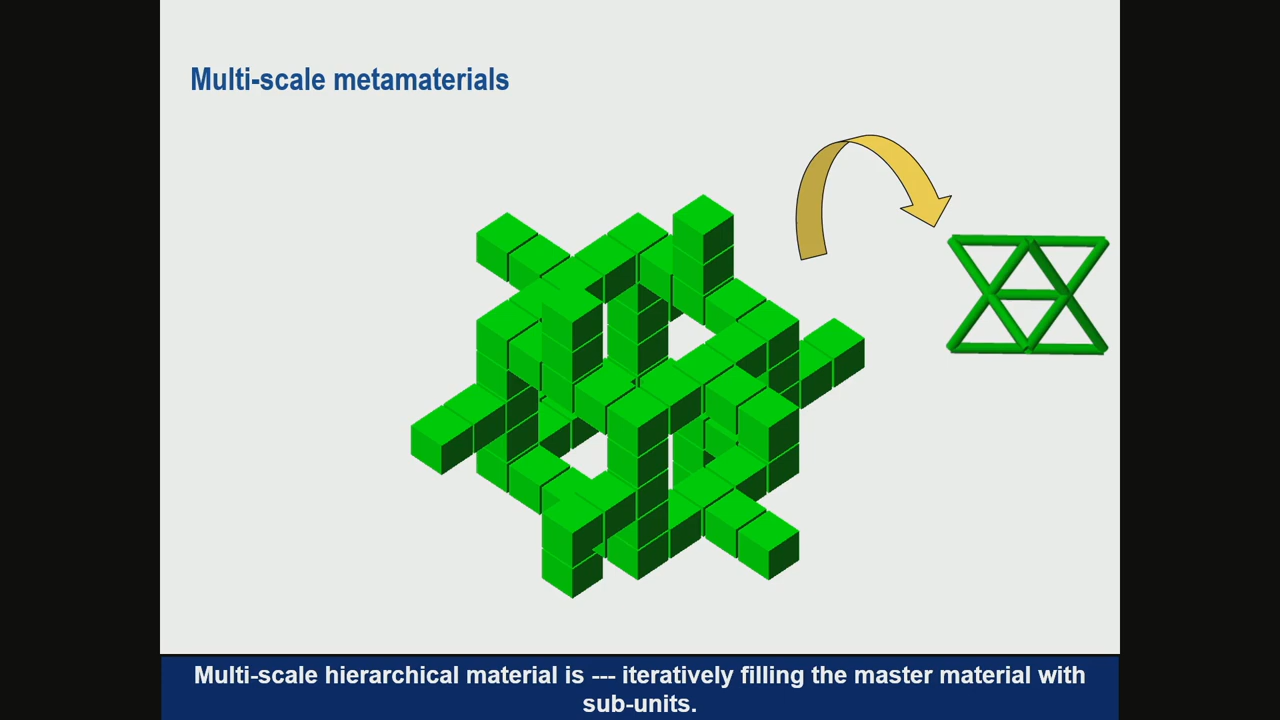 Multi-scale metamaterials
Multi-scale hierarchical material is --- iteratively filling the master material with
sub-units.